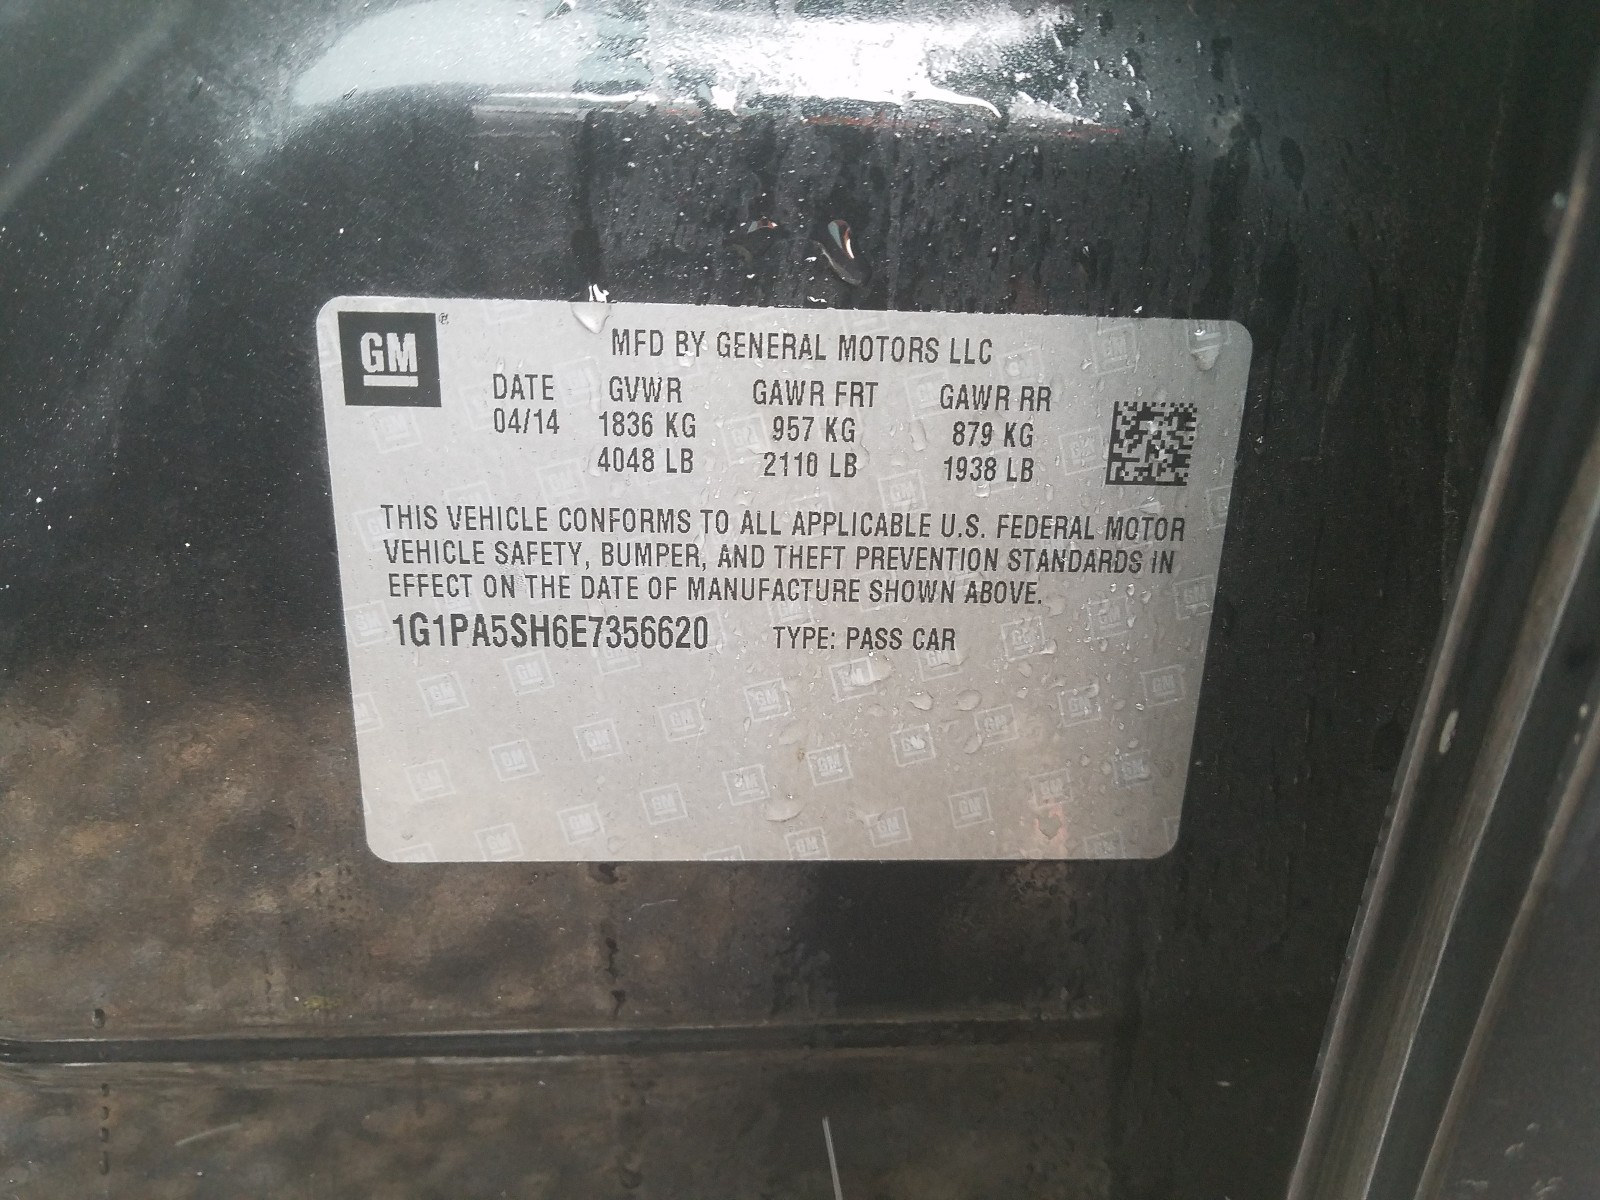 GM ®
MFD BY GENERAL MOTORS LLC
DATE GVWR GAWR FRT GAWR RR
04/14 1836 KG 957 KG 879 KG
4048 LB 2110 LB 1938 LB
THIS VEHICLE CONFORMS TO ALL APPLICABLE U.S. FEDERAL MOTOR
VEHICLE SAFETY, BUMPER, AND THEFT PREVENTION STANDARDS IN
EFFECT ON THE DATE OF MANUFACTURE SHOWN ABOVE.
1G1PA5SH6E7356620 TYPE: PASS CAR